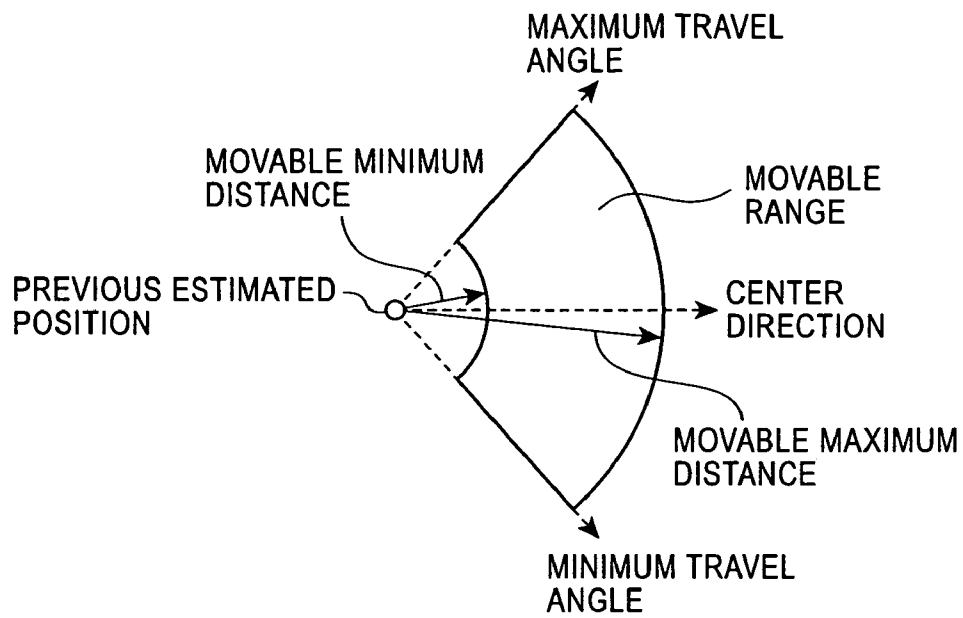 MAXIMUM TRAVEL
ANGLE
MOVABLE MINIMUM
DISTANCE
MOVABLE
RANGE
PREVIOUS ESTIMATED
POSITION
CENTER
DIRECTION
MOVABLE MAXIMUM
DISTANCE
MINIMUM TRAVEL
ANGLE